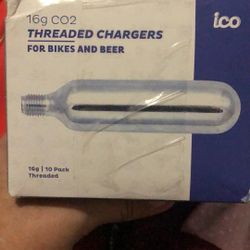 16g CO2
ico
THREADED CHARGERS
FOR BIKES AND BEER
16g | 10 Pack
Threaded